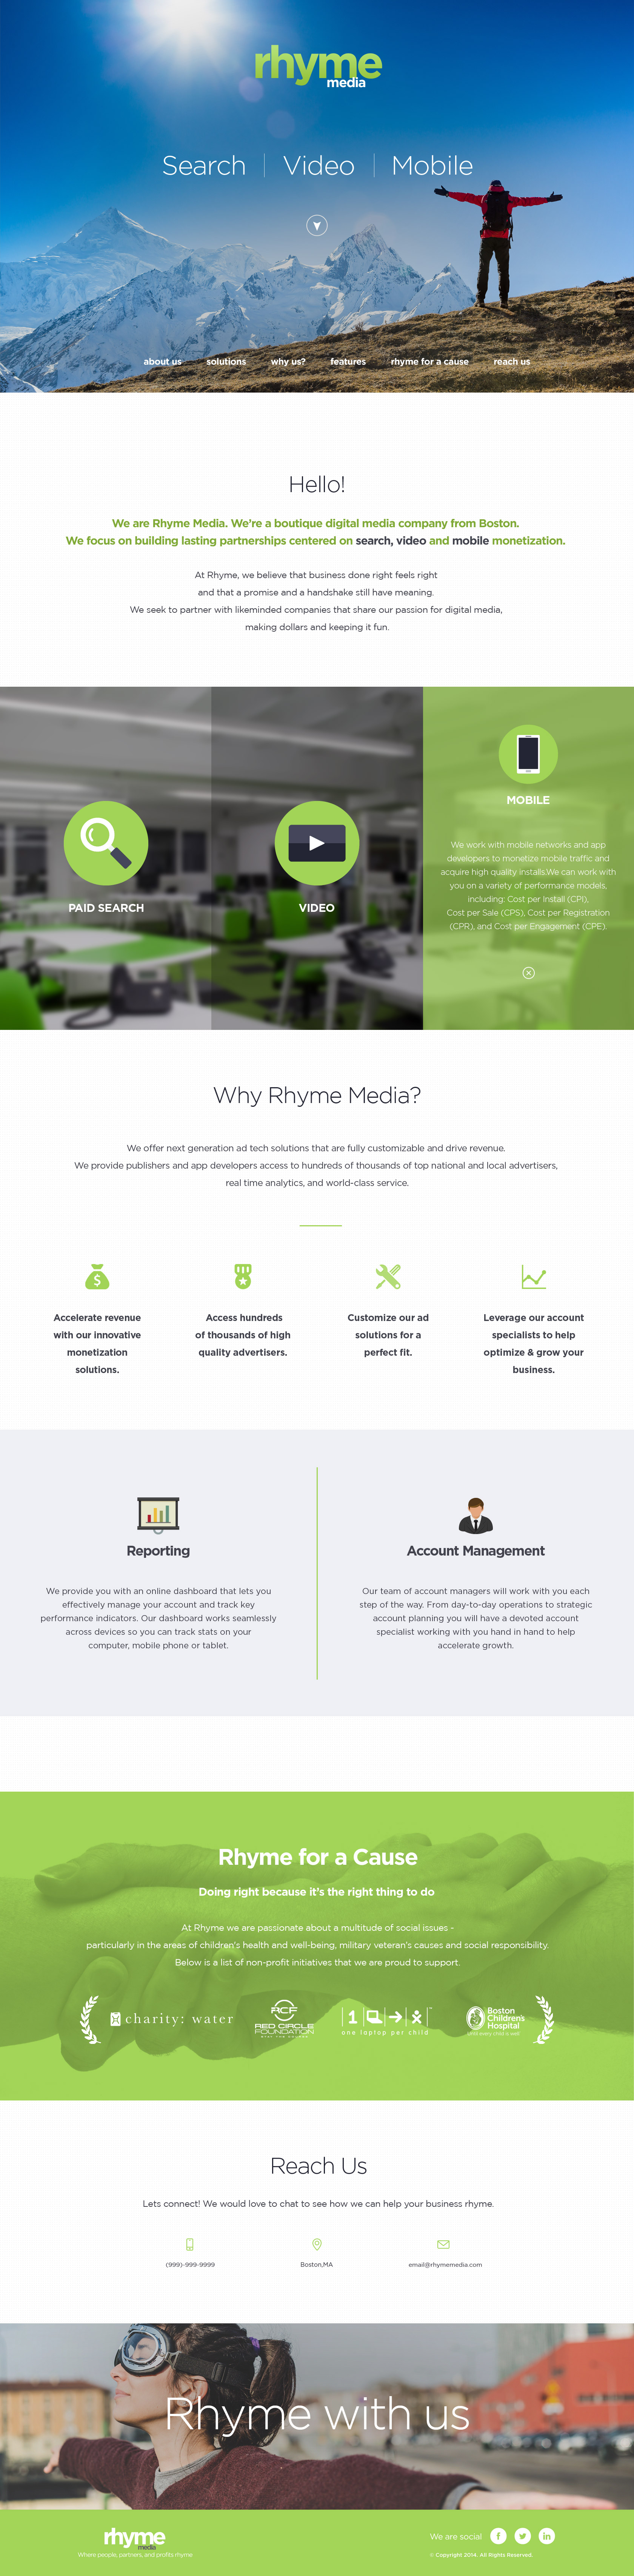 rhyme
media
Search | Video | Mobile
about us solutions why us? features rhyme for a cause reach us
Hello!
We are Rhyme Media. We're a boutique digital media company from Boston.
We focus on building lasting partnerships centered on search, video and mobile monetization.
At Rhyme, we believe that business done right feels right
and that a promise and a handshake still have meaning.
We seek to partner with likeminded companies that share our passion for digital media,
making dollars and keeping it fun.
PAID SEARCH
VIDEO
MOBILE
We work with mobile networks and app
developers to monetize mobile traffic and
acquire high quality installs.We can work with
you on a variety of performance models,
including: Cost per Install (CPI),
Cost per Sale (CPS), Cost per Registration
(CPR), and Cost per Engagement (CPE).
Why Rhyme Media?
We offer next generation ad tech solutions that are fully customizable and drive revenue.
We provide publishers and app developers access to hundreds of thousands of top national and local advertisers,
real time analytics, and world-class service.
Accelerate revenue
with our innovative
monetization
solutions.
Access hundreds
of thousands of high
quality advertisers.
Customize our ad
solutions for a
perfect fit.
Leverage our account
specialists to help
optimize & grow your
business.
Reporting
We provide you with an online dashboard that lets you
effectively manage your account and track key
performance indicators. Our dashboard works seamlessly
across devices so you can track stats on your
computer, mobile phone or tablet.
Account Management
Our team of account managers will work with you each
step of the way. From day-to-day operations to strategic
account planning you will have a devoted account
specialist working with you hand in hand to help
accelerate growth.
Rhyme for a Cause
Doing right because it's the right thing to do
At Rhyme we are passionate about a multitude of social issues -
particularly in the areas of children's health and well-being, military veteran's causes and social responsibility.
Below is a list of non-profit initiatives that we are proud to support.
charity: water
RCF
RED CIRCLE
FOUNDATION
one laptop per child
Boston
Children's
Hospital
Until every child is well
Reach Us
Lets connect! We would love to chat to see how we can help your business rhyme.
(999)-999-9999
Boston,MA
email@rhymemedia.com
Rhyme with us
rhyme
media
Where people, partners, and profits rhyme
We are social
© Copyright 2014. All Rights Reserved.